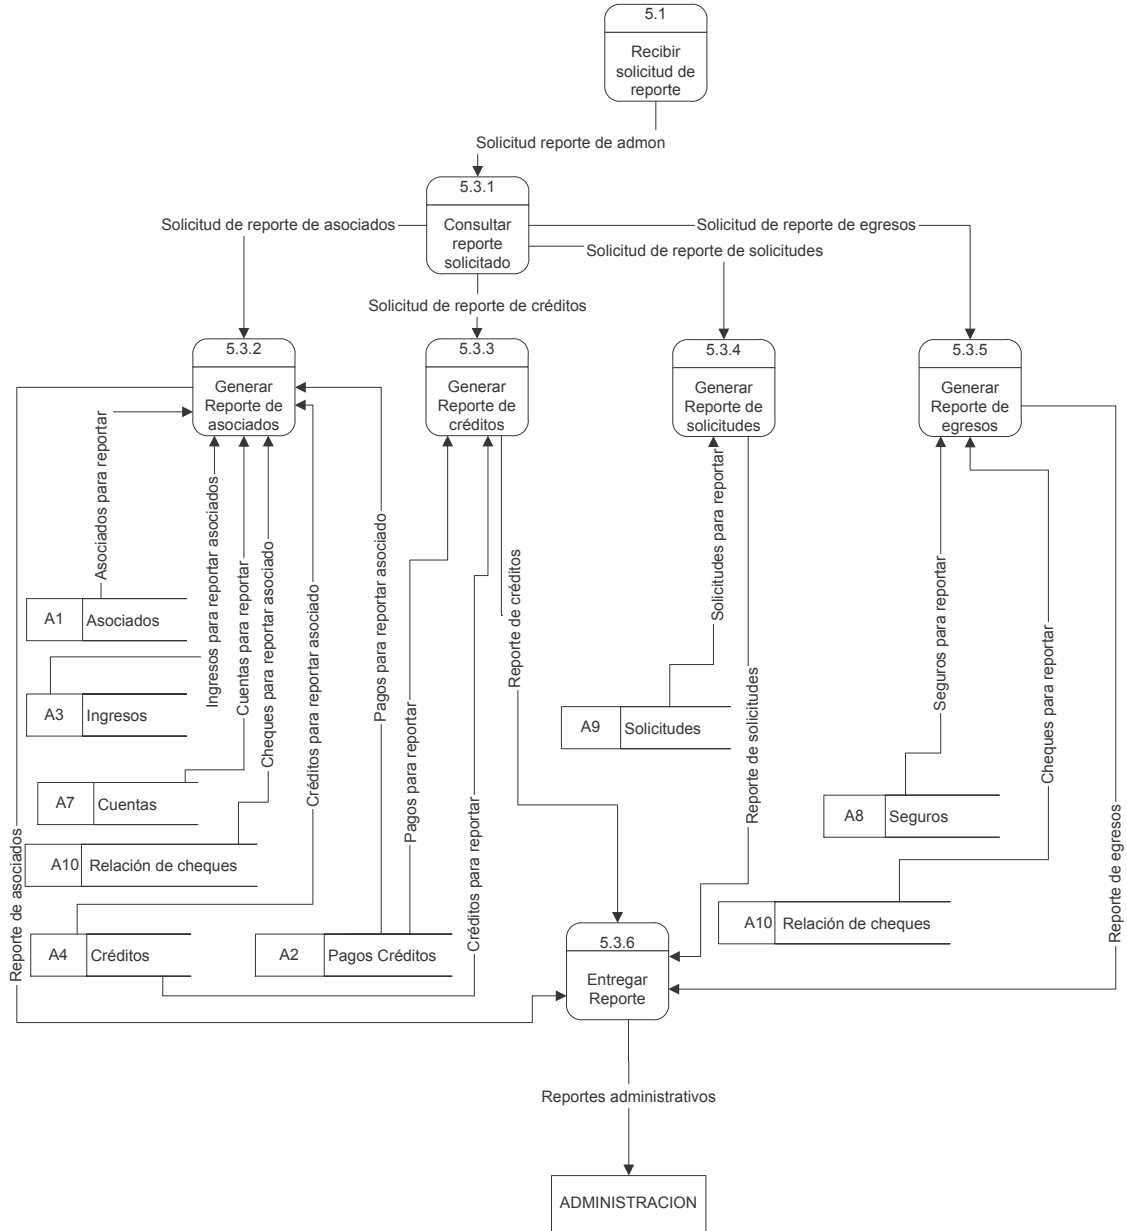 5.1
Recibir
solicitud de
reporte
Solicitud reporte de admon
5.3.1
Consultar
reporte
solicitado
Solicitud de reporte de asociados
Solicitud de reporte de egresos
Solicitud de reporte de solicitudes
Solicitud de reporte de créditos
5.3.2
Generar
Reporte de
asociados
5.3.3
Generar
Reporte de
créditos
5.3.4
Generar
Reporte de
solicitudes
5.3.5
Generar
Reporte de
egresos
Asociados para reportar
Ingresos para reportar asociados
Cuentas para reportar
Cheques para reportar asociado
Créditos para reportar asociado
Pagos para reportar asociado
Pagos para reportar
Créditos para reportar
Reporte de créditos
Solicitudes para reportar
Reporte de solicitudes
Seguros para reportar
Cheques para reportar
Reporte de egresos
Reporte de asociados
A1 Asociados
A3 Ingresos
A7 Cuentas
A10 Relación de cheques
A4 Créditos
A2 Pagos Créditos
A9 Solicitudes
A8 Seguros
A10 Relación de cheques
5.3.6
Entregar
Reporte
Reportes administrativos
ADMINISTRACION